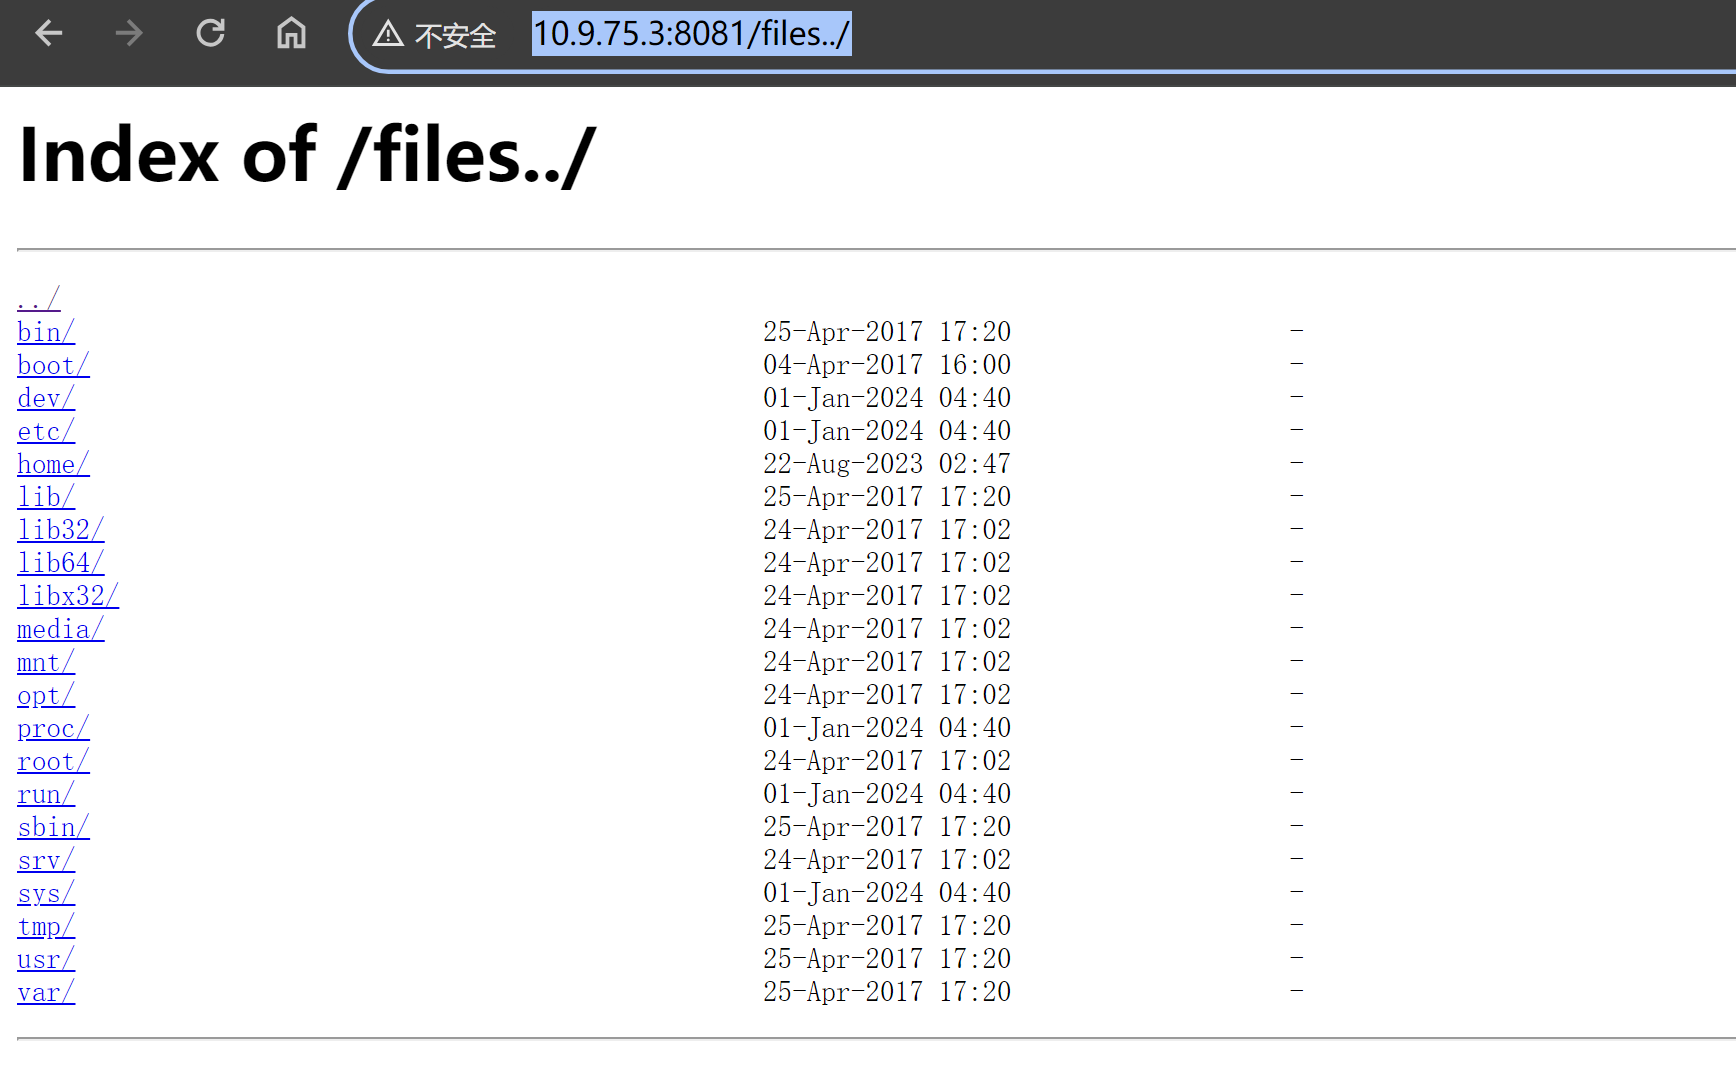 不安全 10.9.75.3:8081/files../
Index of /files../
../
bin/ 25-Apr-2017 17:20 -
boot/ 04-Apr-2017 16:00 -
dev/ 01-Jan-2024 04:40 -
etc/ 01-Jan-2024 04:40 -
home/ 22-Aug-2023 02:47 -
lib/ 25-Apr-2017 17:20 -
lib32/ 24-Apr-2017 17:02 -
lib64/ 24-Apr-2017 17:02 -
libx32/ 24-Apr-2017 17:02 -
media/ 24-Apr-2017 17:02 -
mnt/ 24-Apr-2017 17:02 -
opt/ 24-Apr-2017 17:02 -
proc/ 01-Jan-2024 04:40 -
root/ 24-Apr-2017 17:02 -
run/ 01-Jan-2024 04:40 -
sbin/ 25-Apr-2017 17:20 -
srv/ 24-Apr-2017 17:02 -
sys/ 01-Jan-2024 04:40 -
tmp/ 25-Apr-2017 17:20 -
usr/ 25-Apr-2017 17:20 -
var/ 25-Apr-2017 17:20 -